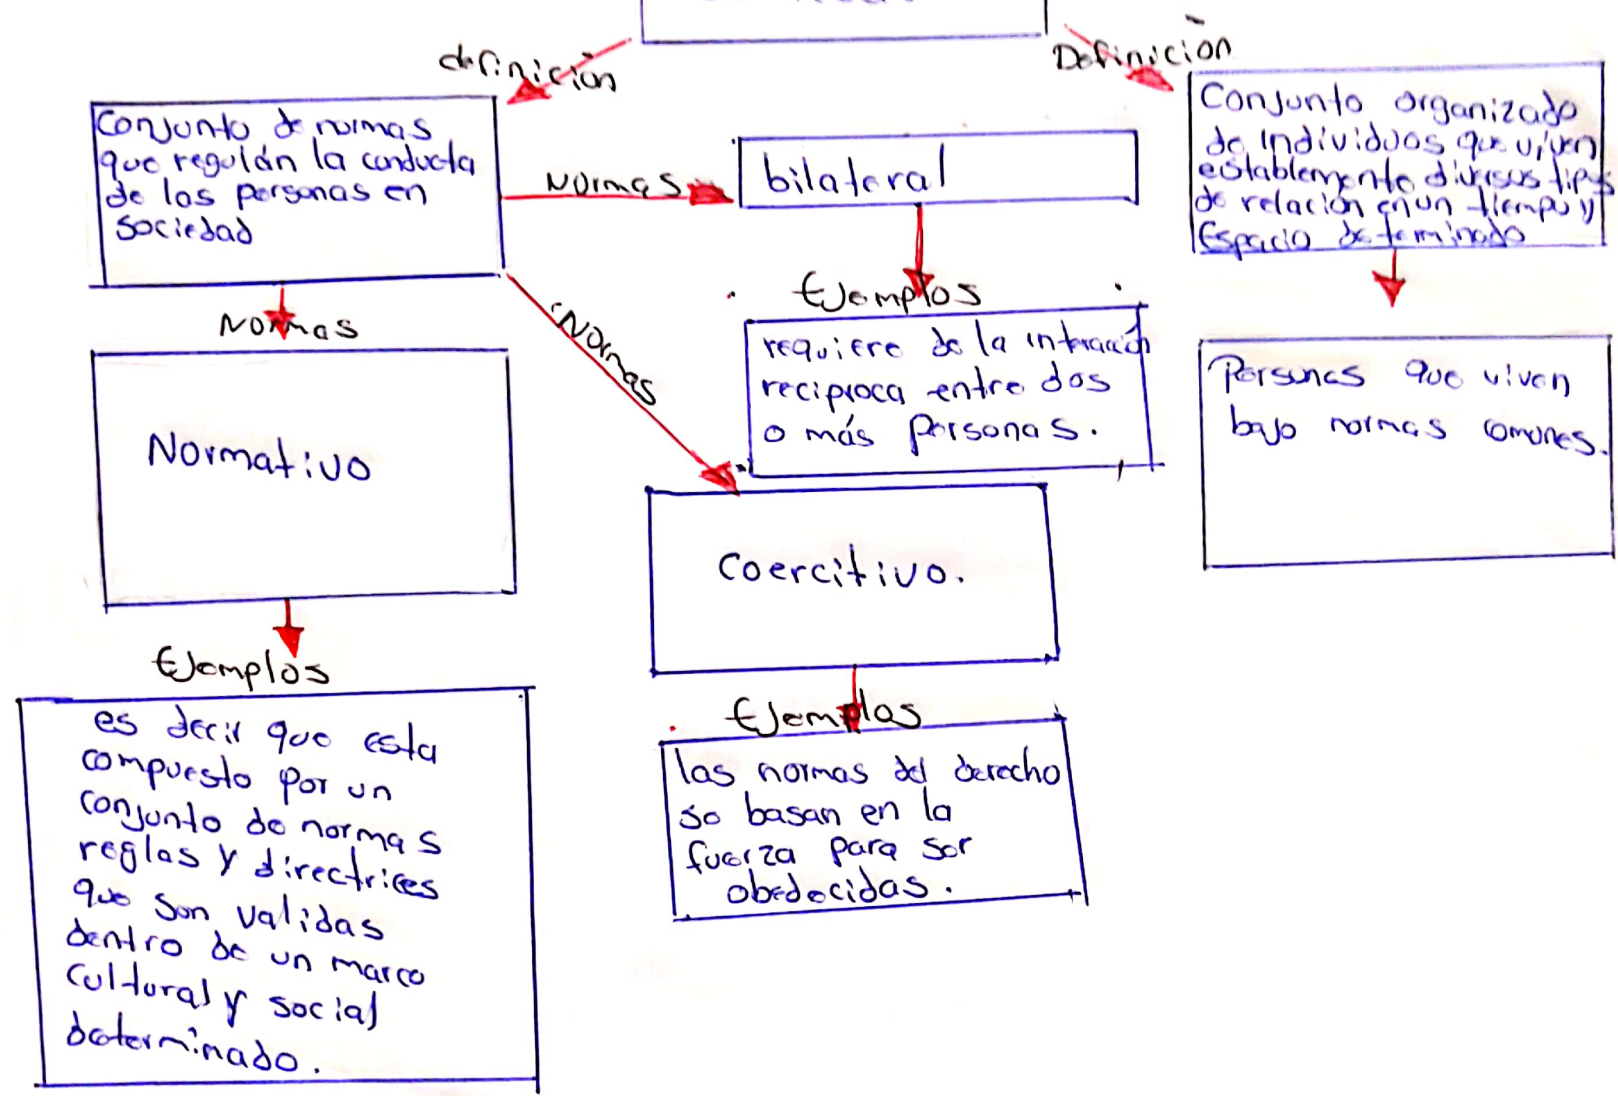 definición
Definición
Conjunto de normas
que regulán la conducta
de las personas en
sociedad
Normas
bilateral
Conjunto organizado
de individuos que viven
establemente diversos tipos
de relación en un tiempo y
Espacio determinado
Normas
Normas
Ejemplos
requiere de la interacción
reciproca entre dos
o más personas.
Personas que viven
bajo normas comunes.
Normativo
Coercitivo.
Ejemplos
es decir que esta
compuesto por un
conjunto de normas
reglas y directrices
que son validas
dentro de un marco
cultural y social
determinado.
Ejemplos
las normas del derecho
se basan en la
fuerza para ser
obedecidas.